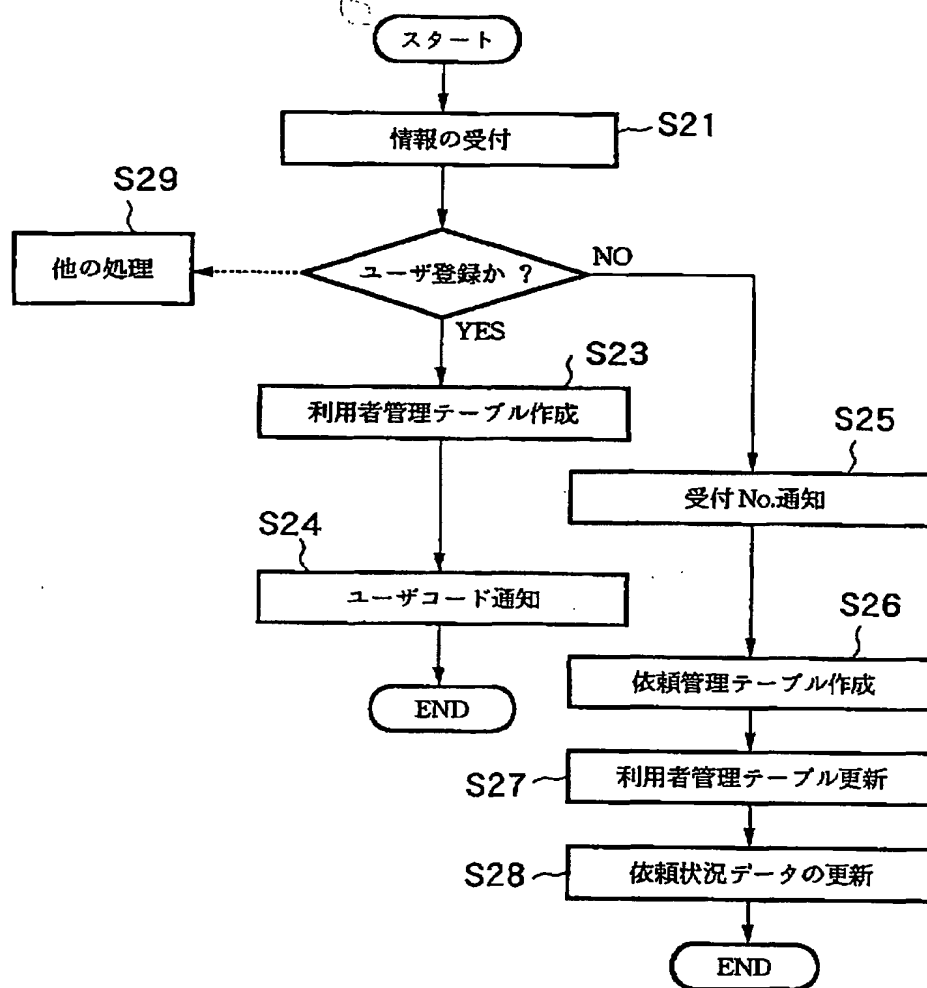 スタート
情報の受付
S21
S29
他の処理
ユーザ登録か ?
NO
YES
S23
利用者管理テーブル作成
S25
受付 No.通知
S24
ユーザコード通知
S26
依頼管理テーブル作成
END
S27
利用者管理テーブル更新
S28
依頼状況データの更新
END